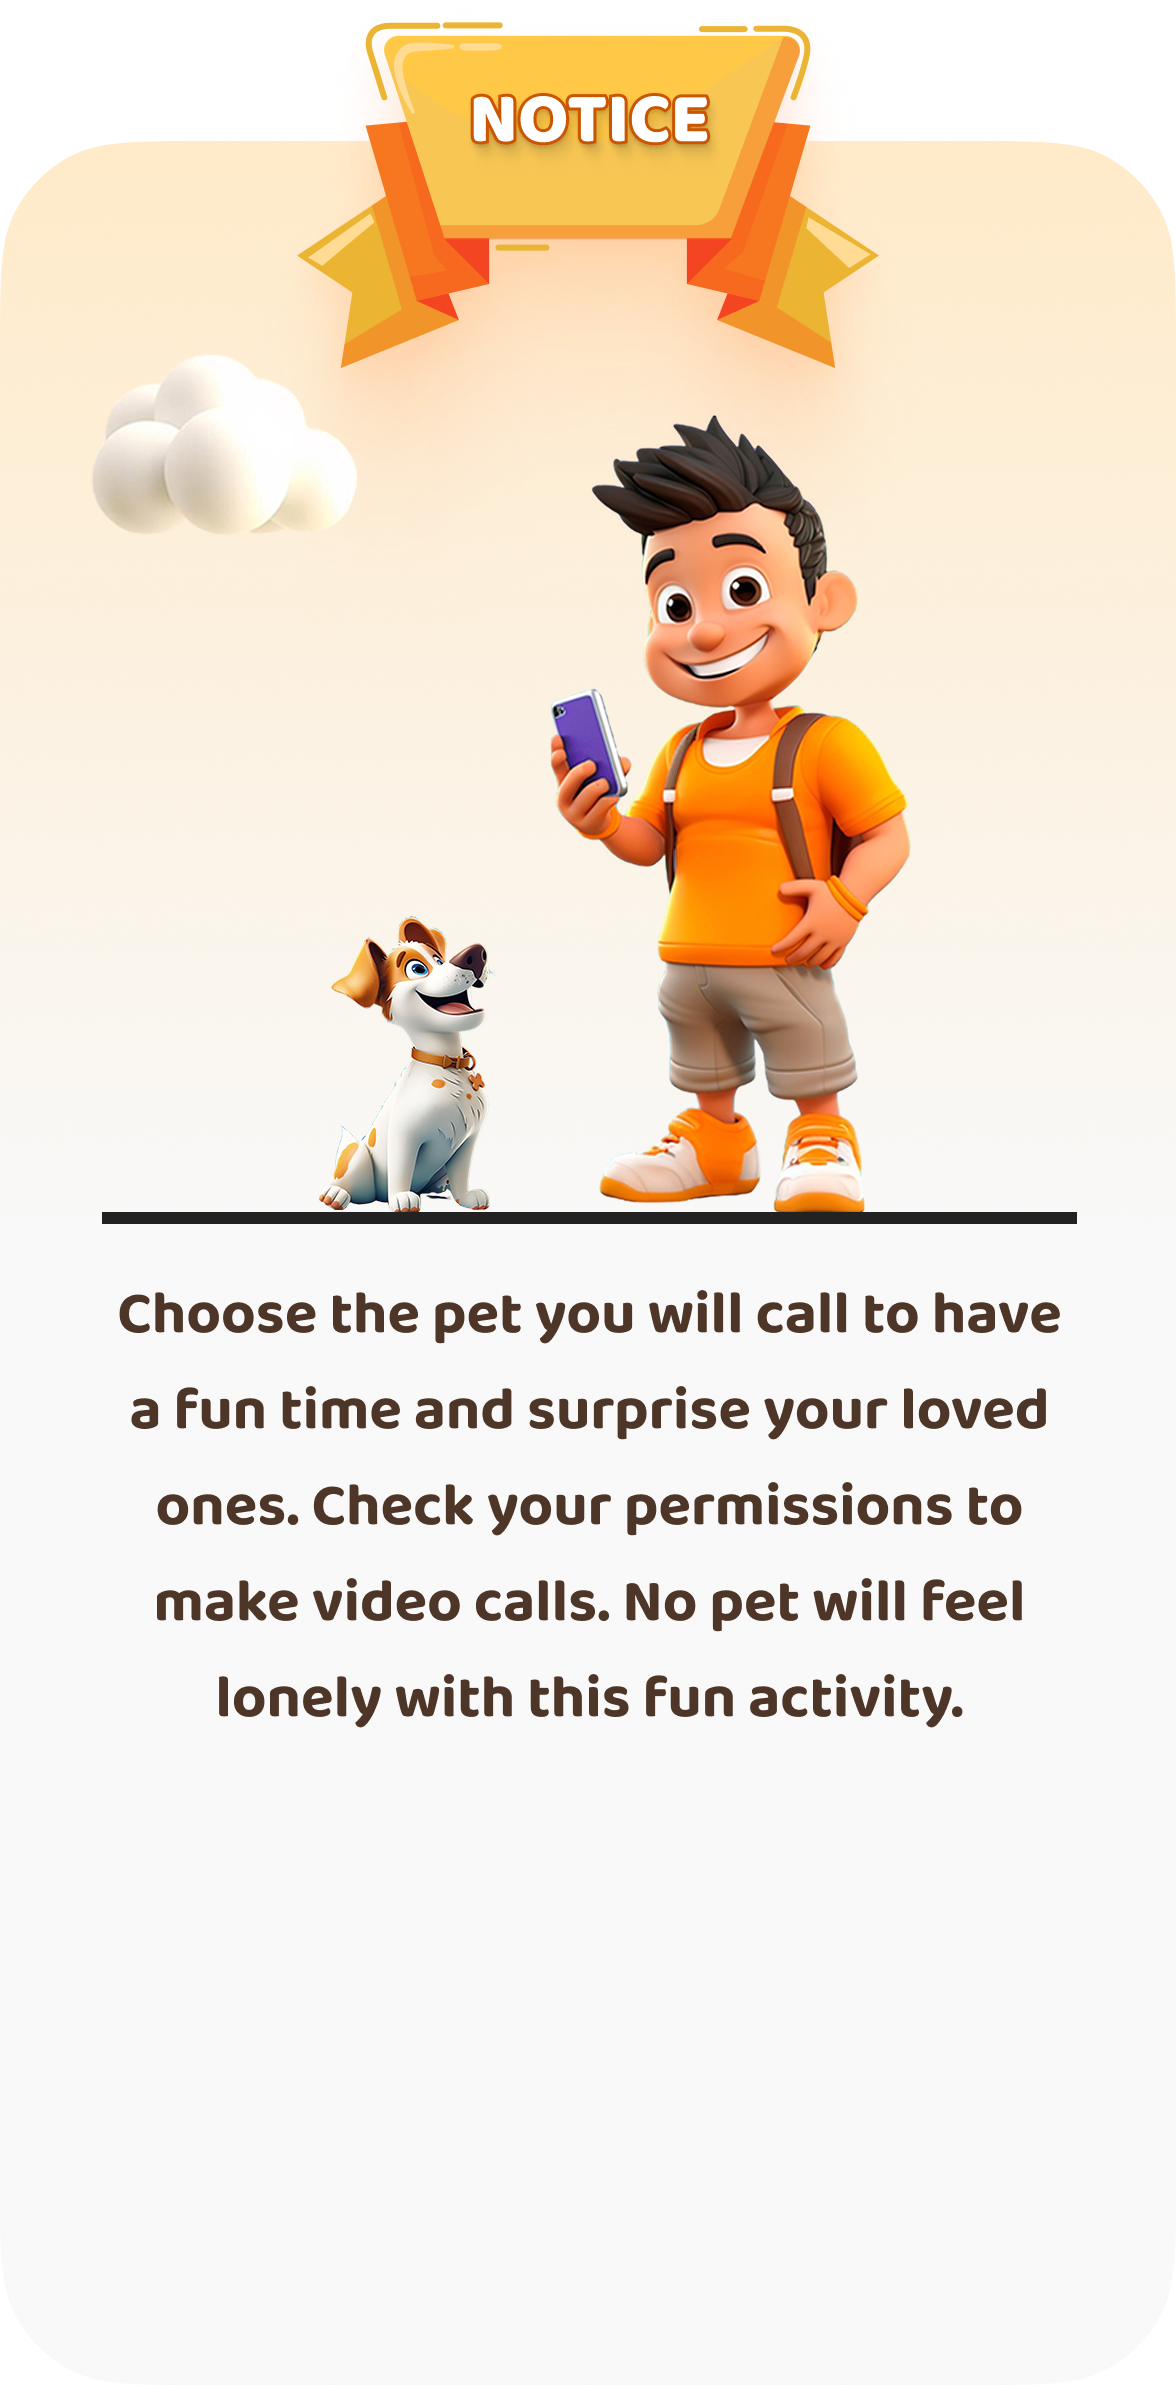 NOTICE
Choose the pet you will call to have
a fun time and surprise your loved
ones. Check your permissions to
make video calls. No pet will feel
lonely with this fun activity.